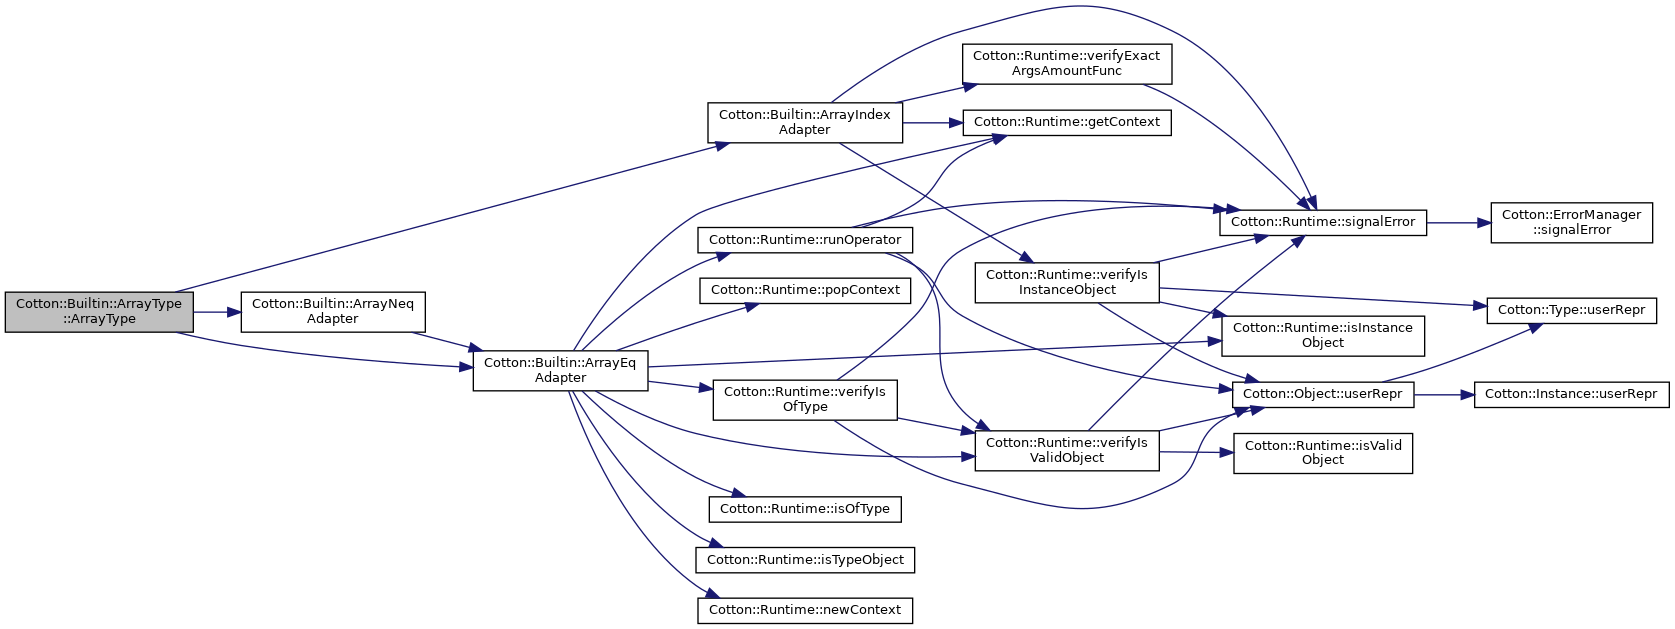 Cotton::Builtin::ArrayType
::ArrayType
Cotton::Builtin::ArrayNeq
Adapter
Cotton::Builtin::ArrayEq
Adapter
Cotton::Builtin::ArrayIndex
Adapter
Cotton::Runtime::runOperator
Cotton::Runtime::popContext
Cotton::Runtime::verifyIs
OfType
Cotton::Runtime::isOfType
Cotton::Runtime::isTypeObject
Cotton::Runtime::newContext
Cotton::Runtime::verifyExact
ArgsAmountFunc
Cotton::Runtime::getContext
Cotton::Runtime::verifyIs
InstanceObject
Cotton::Runtime::verifyIs
ValidObject
Cotton::Runtime::signalError
Cotton::Runtime::isInstance
Object
Cotton::Object::userRepr
Cotton::Runtime::isValid
Object
Cotton::ErrorManager
::signalError
Cotton::Type::userRepr
Cotton::Instance::userRepr